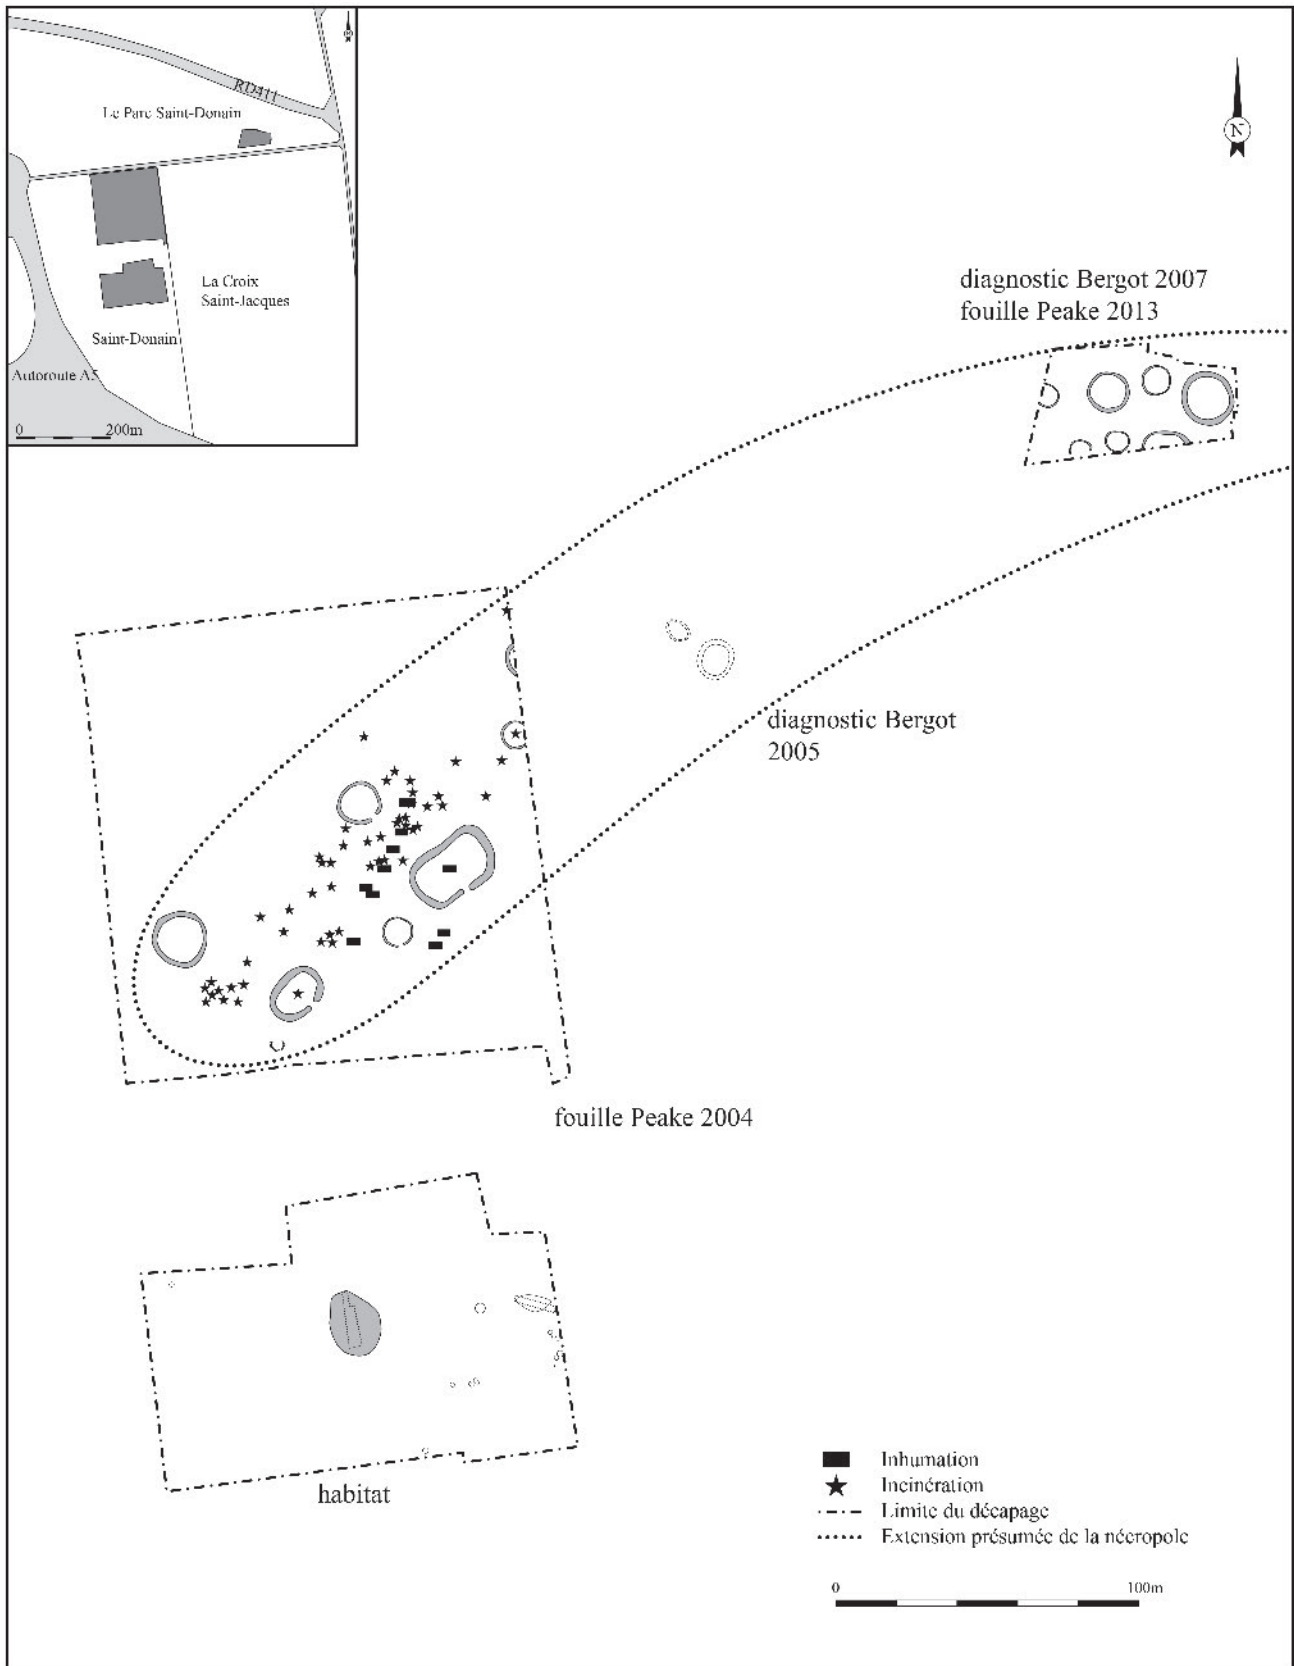 RD411
Le Parc Saint-Donain
La Croix
Saint-Jacques
Saint-Donain
Autoroute A5
0 200m
N
diagnostic Bergot 2007
fouille Peake 2013
diagnostic Bergot
2005
fouille Peake 2004
habitat
Inhumation
Incinération
Limite du décapage
Extension présumée de la nécropole
0 100m